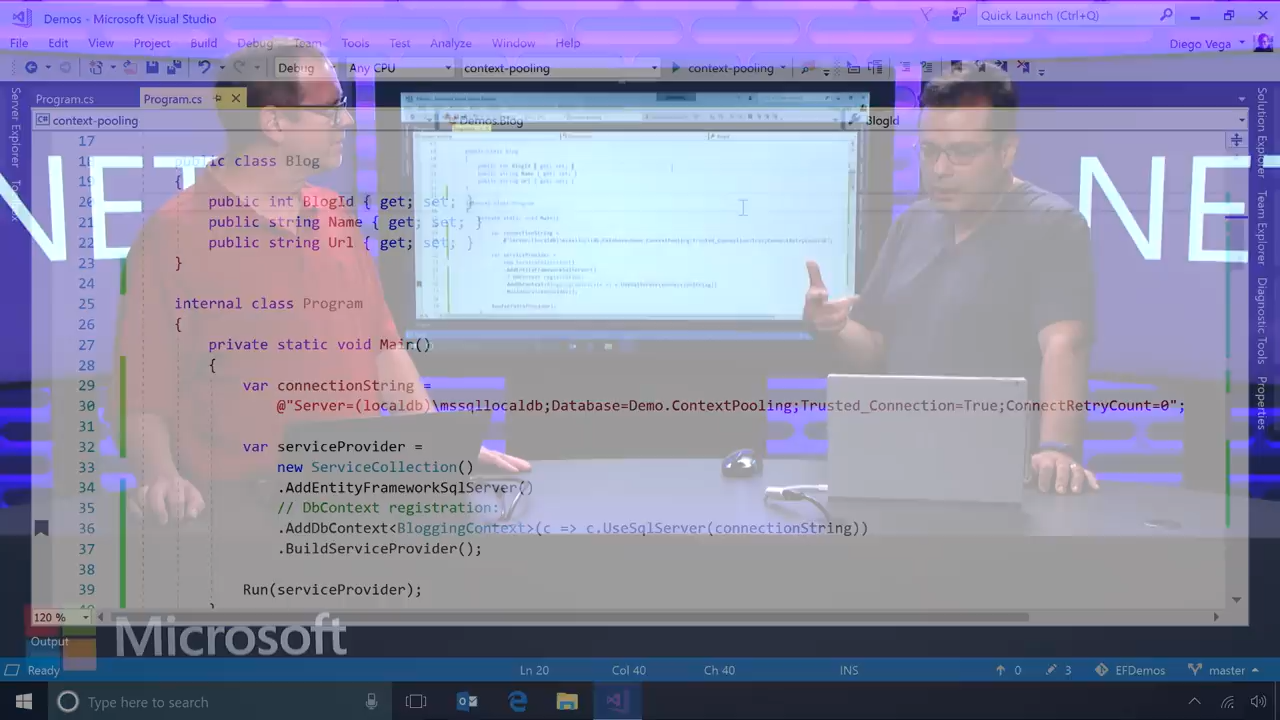 Demos - Microsoft Visual Studio
Quick Launch (Ctrl+Q)
File Edit View Project Build Debug Team Tools Test Analyze Window Help
Diego Vega
Debug Any CPU context-pooling context-pooling
Program.cs Program.cs
context-pooling Demos.Blog BlogId
Server Explorer
Toolbox
Solution Explorer
Team Explorer
Diagnostic Tools
Properties
NET
NET
17
18 public class Blog
{
20 public int BlogId { get; set; }
21 public string Name { get; set; }
22 public string Url { get; set; }
23 }
24
25 internal class Program
26 {
27 private static void Main()
28 {
29 var connectionString =
30 @"Server=(localdb)\mssqllocaldb;Database=Demo.ContextPooling;Trusted_Connection=True;ConnectRetryCount=0";
31
32 var serviceProvider =
33 new ServiceCollection()
34 .AddEntityFrameworkSqlServer()
35 // DbContext registration:
36 .AddDbContext<BloggingContext>(c => c.UseSqlServer(connectionString))
37 .BuildServiceProvider();
38
39 Run(serviceProvider);
120 %
Microsoft
Output
Ready Ln 20 Col 40 Ch 40 INS 0 3 EFDemos master
Type here to search